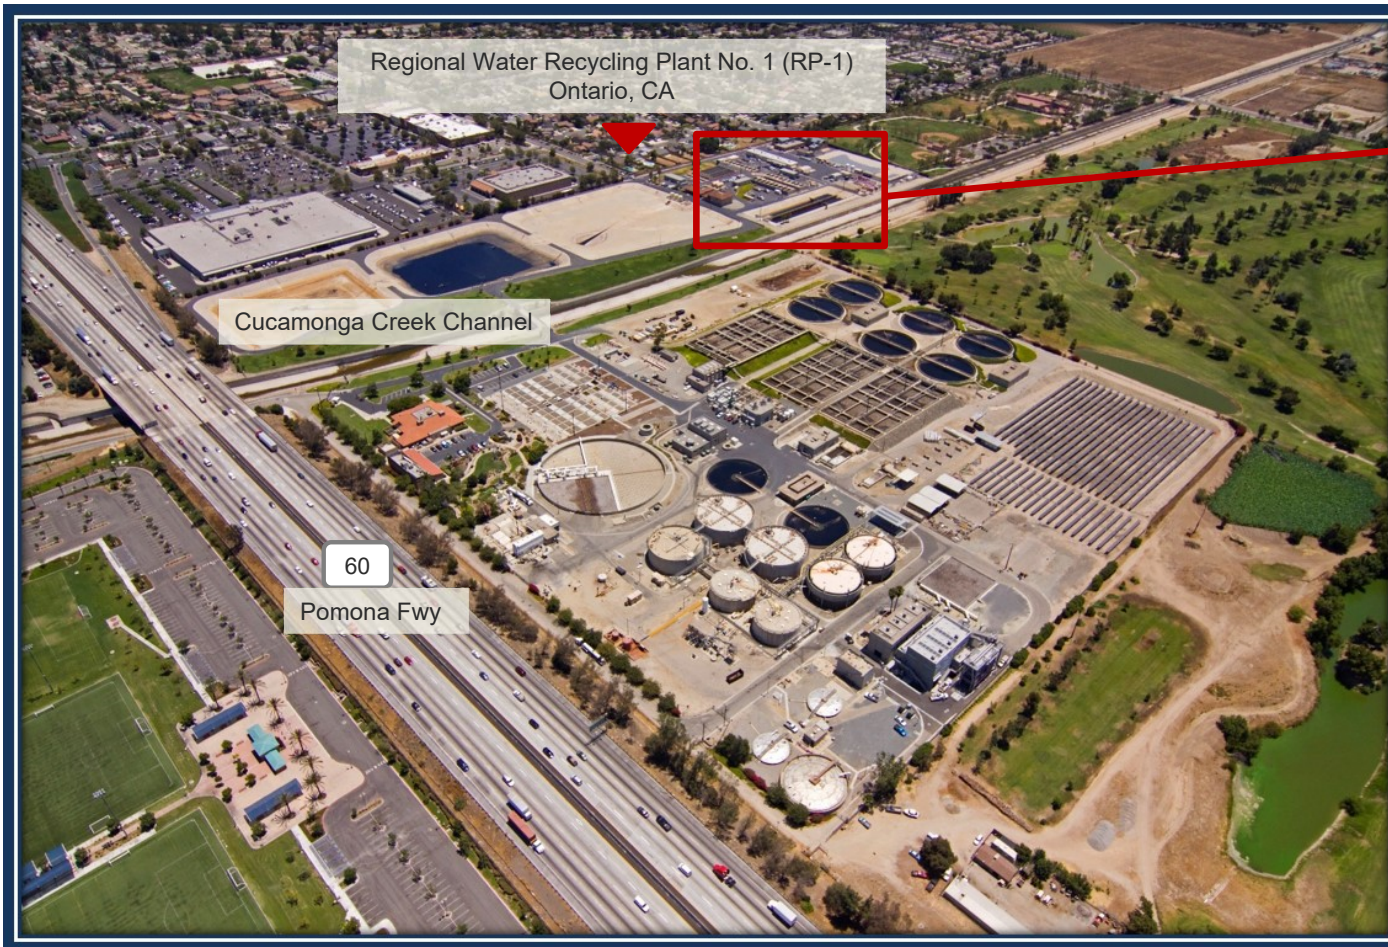 Regional Water Recycling Plant No. 1 (RP-1)
Ontario, CA
Cucamonga Creek Channel
60
Pomona Fwy